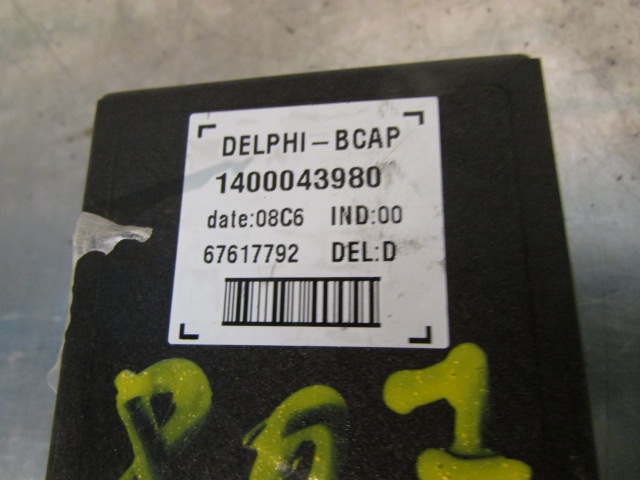 DELPHI-BCAP
1400043980
date:08C6 IND:00
67617792 DEL:D